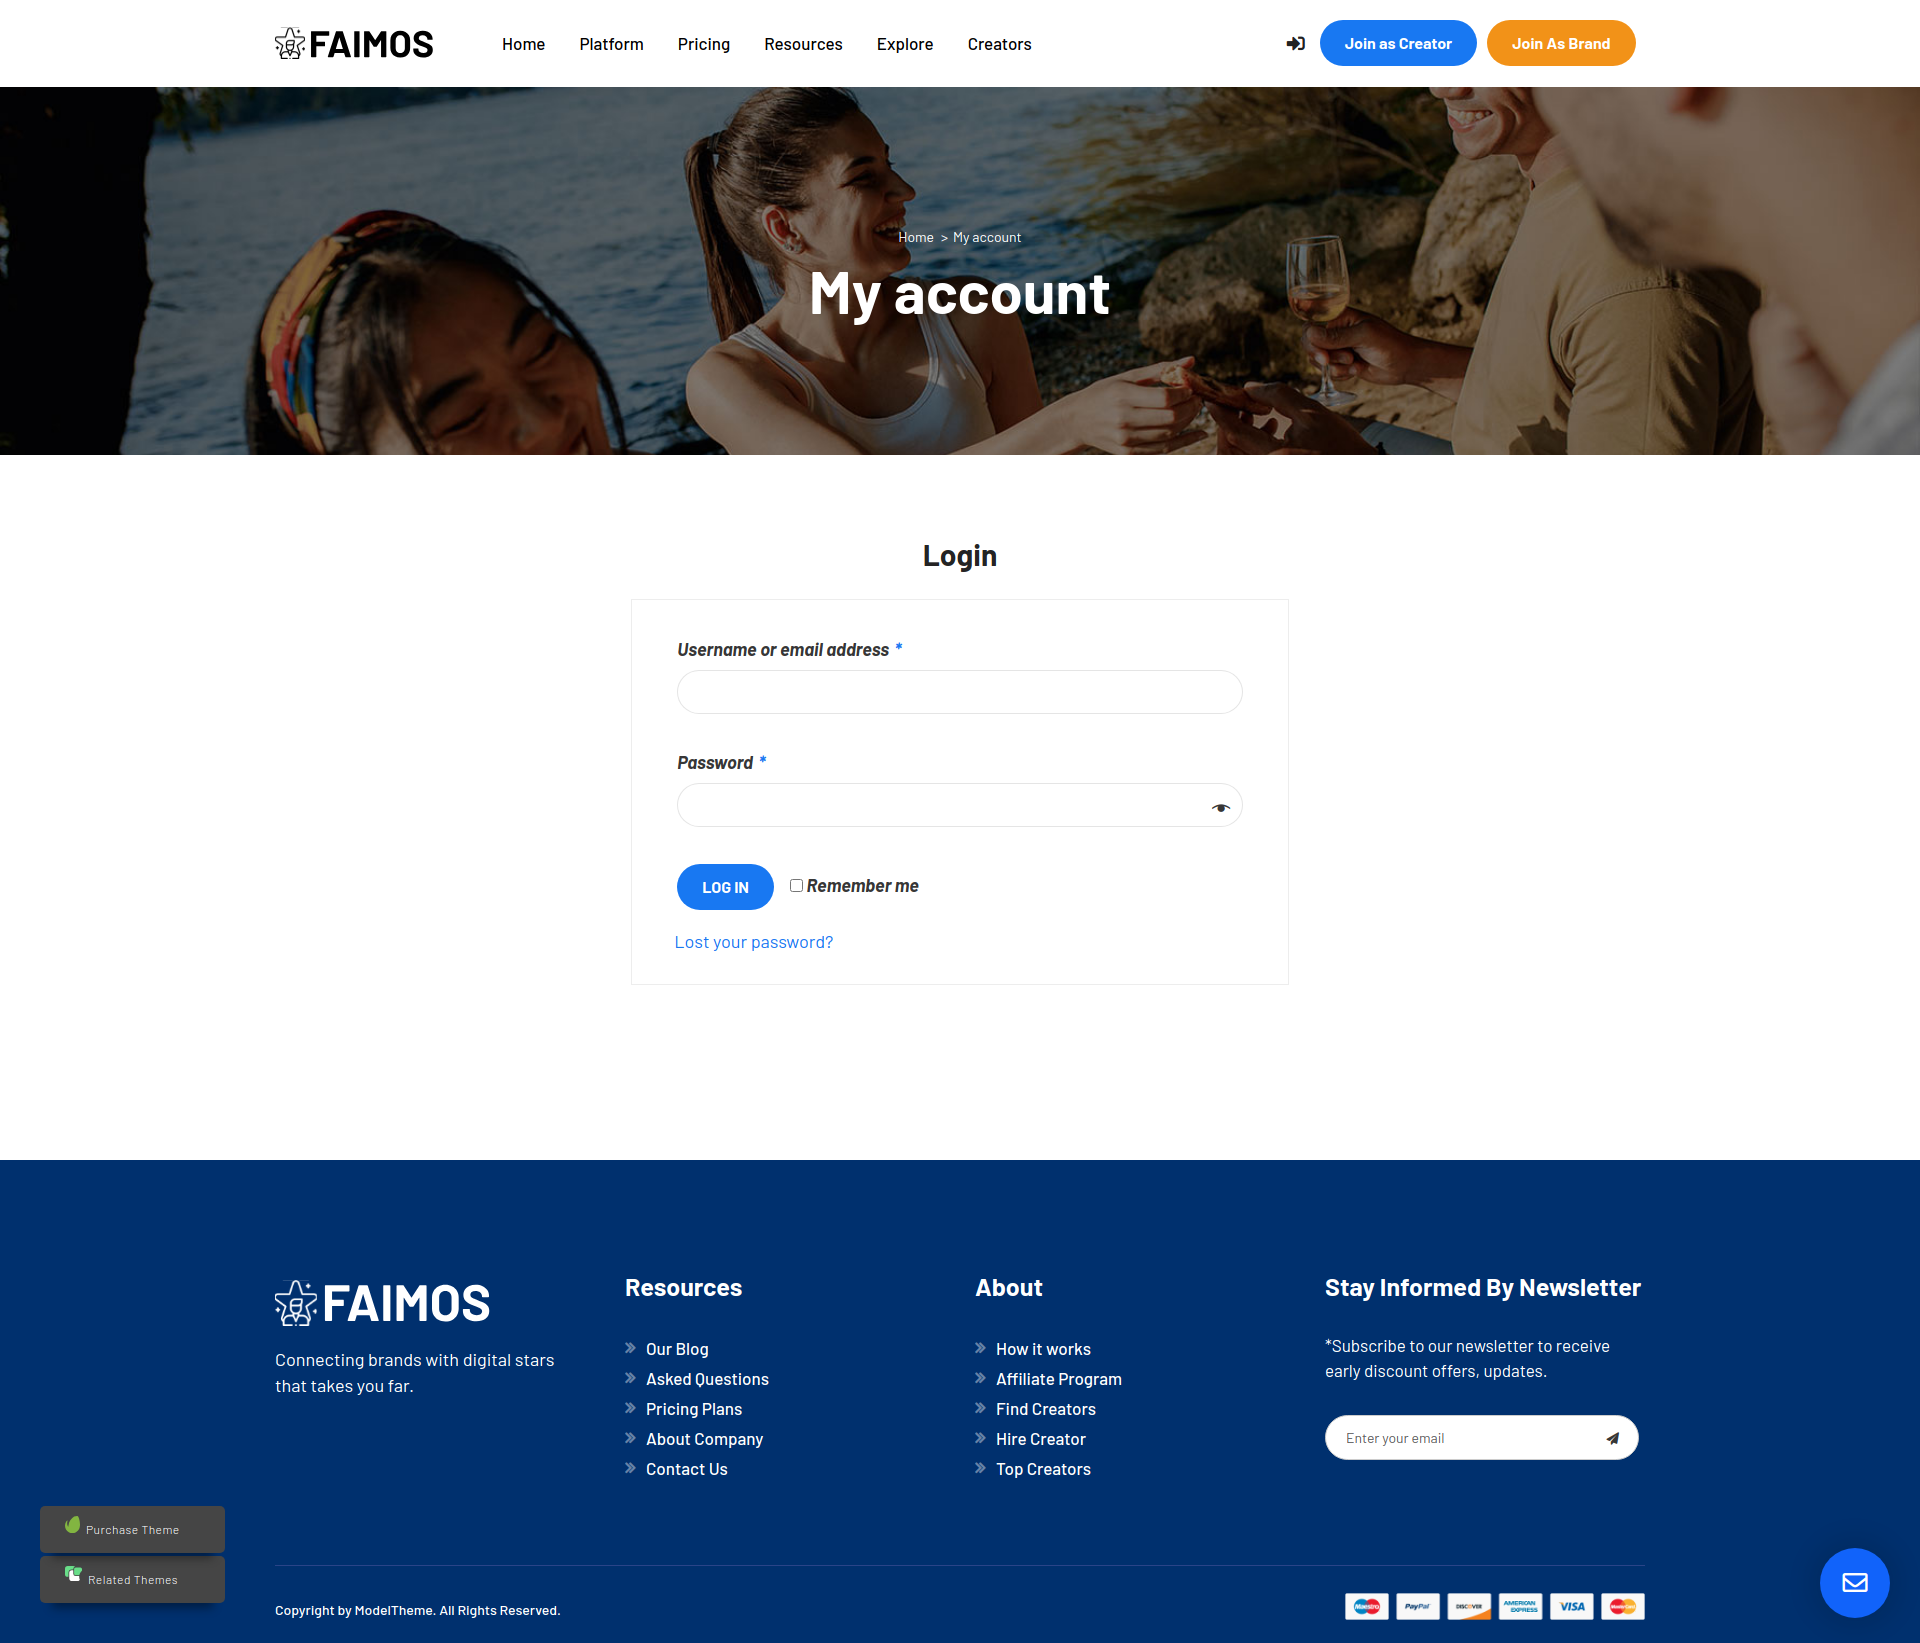 FAIMOS
Home Platform Pricing Resources Explore Creators
Join as Creator
Join As Brand
Home > My account
My account
Login
Username or email address *
Password *
LOG IN
Remember me
Lost your password?
FAIMOS
Connecting brands with digital stars
that takes you far.
Resources
Our Blog
Asked Questions
Pricing Plans
About Company
Contact Us
About
How it works
Affiliate Program
Find Creators
Hire Creator
Top Creators
Stay Informed By Newsletter
*Subscribe to our newsletter to receive
early discount offers, updates.
Enter your email
Purchase Theme
Related Themes
Copyright by ModelTheme. All Rights Reserved.
Maestro PayPal DISCOVER AMERICAN EXPRESS VISA MasterCard